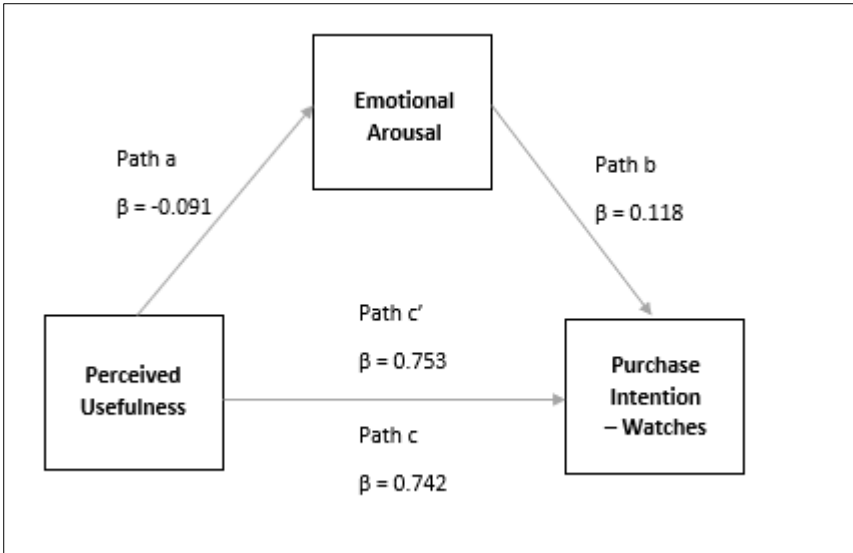 Emotional
Arousal
Path a
β = -0.091
Path b
β = 0.118
Perceived
Usefulness
Path c'
β = 0.753
Path c
β = 0.742
Purchase
Intention
– Watches